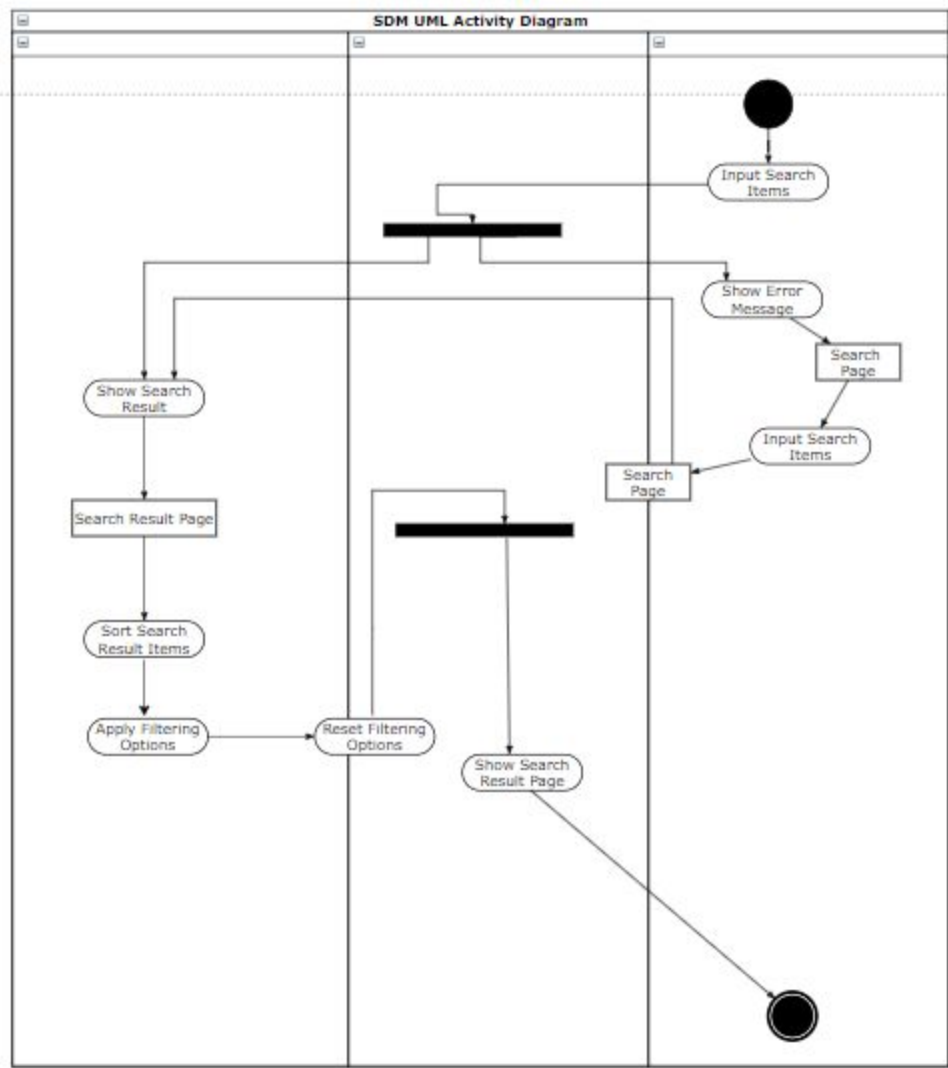 SDM UML Activity Diagram
Input Search
Items
Show Error
Message
Search
Page
Show Search
Result
Input Search
Items
Search
Page
Search Result Page
Sort Search
Result Items
Apply Filtering
Options
Reset Filtering
Options
Show Search
Result Page